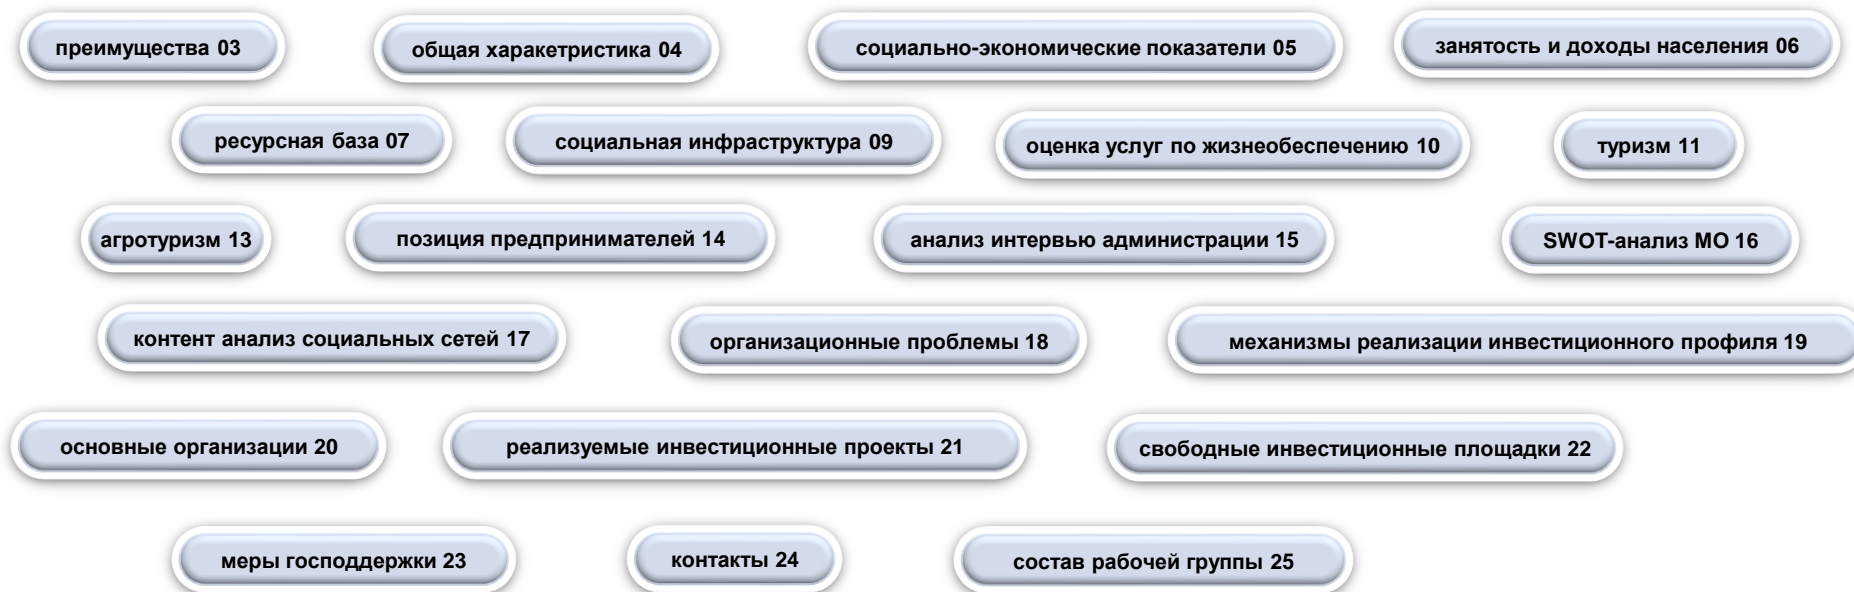 преимущества 03
общая харакетристика 04
социально-экономические показатели 05
занятость и доходы населения 06
ресурсная база 07
социальная инфраструктура 09
оценка услуг по жизнеобеспечению 10
туризм 11
агротуризм 13
позиция предпринимателей 14
анализ интервью администрации 15
SWOT-анализ МО 16
контент анализ социальных сетей 17
организационные проблемы 18
механизмы реализации инвестиционного профиля 19
основные организации 20
реализуемые инвестиционные проекты 21
свободные инвестиционные площадки 22
меры господдержки 23
контакты 24
состав рабочей группы 25